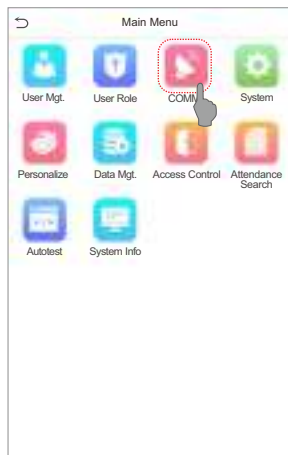 Main Menu
User Mgt.
User Role
COMM.
System
Personalize
Data Mgt.
Access Control
Attendance
Search
Autotest
System Info